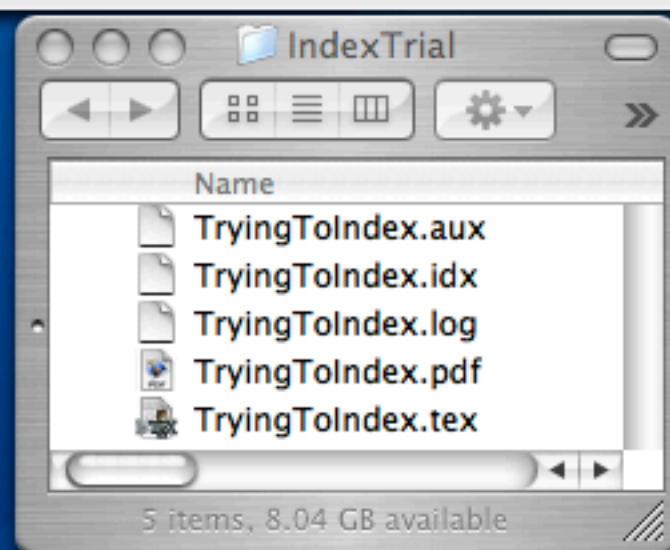 IndexTrial
Name
TryingToIndex.aux
TryingToIndex.idx
TryingToIndex.log
TryingToIndex.pdf
TryingToIndex.tex
5 items, 8.04 GB available